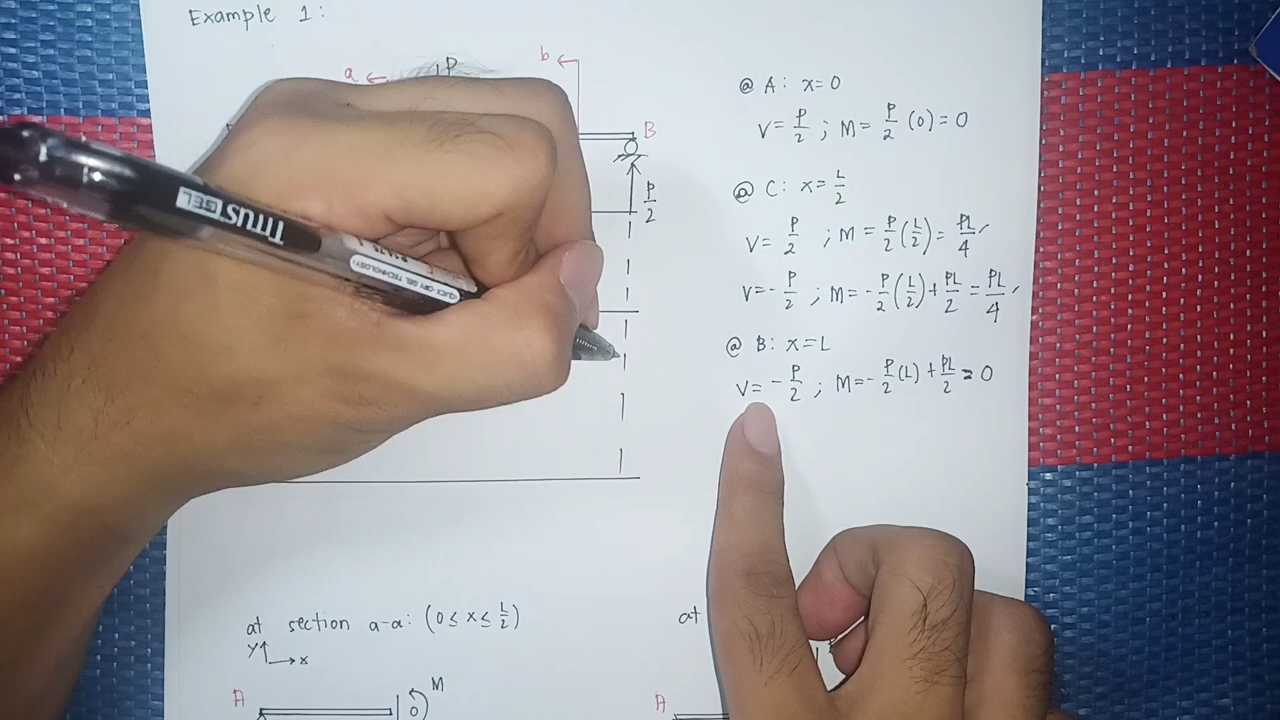 Example 1:
a
P
b
B
P/2
@ A: x=0
V= P/2 ; M= P/2 (0) = 0
@ C: x= L/2
V= P/2 ; M = P/2 (L/2) = PL/4
V=- P/2 ; M= - P/2 (L/2) + PL/2 = PL/4
@ B: x=L
V= - P/2 ; M=- P/2 (L) + PL/2 = 0
TITUS GEL
QUICK-DRY GEL TECHNOLOGY
at section a-a: (0 ≤ x ≤ L/2)
y
x
A
M
O
at
A